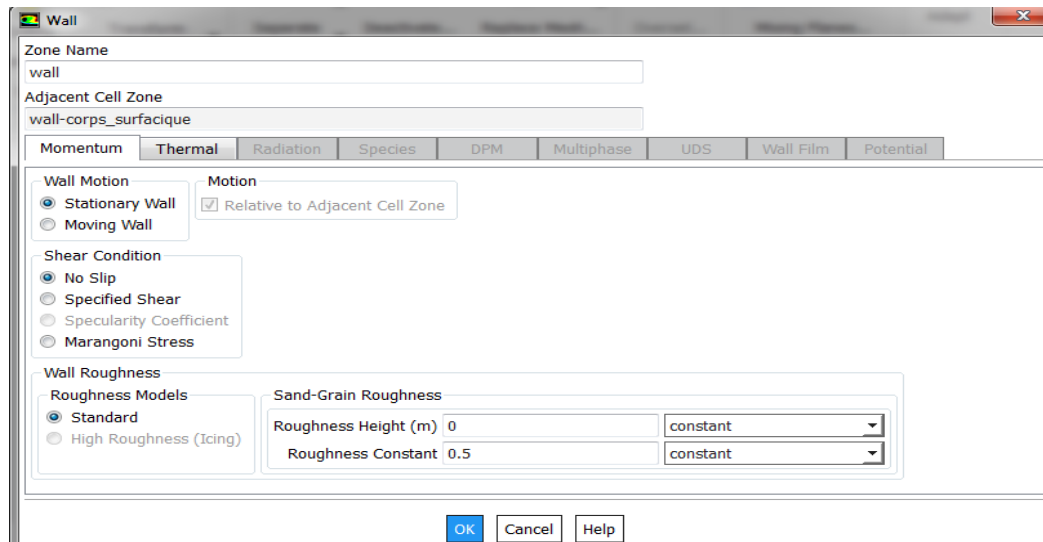 Wall
Zone Name
wall
Adjacent Cell Zone
wall-corps_surfacique
Momentum Thermal Radiation Species DPM Multiphase UDS Wall Film Potential
Wall Motion Motion
Stationary Wall Relative to Adjacent Cell Zone
Moving Wall
Shear Condition
No Slip
Specified Shear
Specularity Coefficient
Marangoni Stress
Wall Roughness
Roughness Models Sand-Grain Roughness
Standard
Roughness Height (m) 0 constant
High Roughness (Icing)
Roughness Constant 0.5 constant
OK Cancel Help